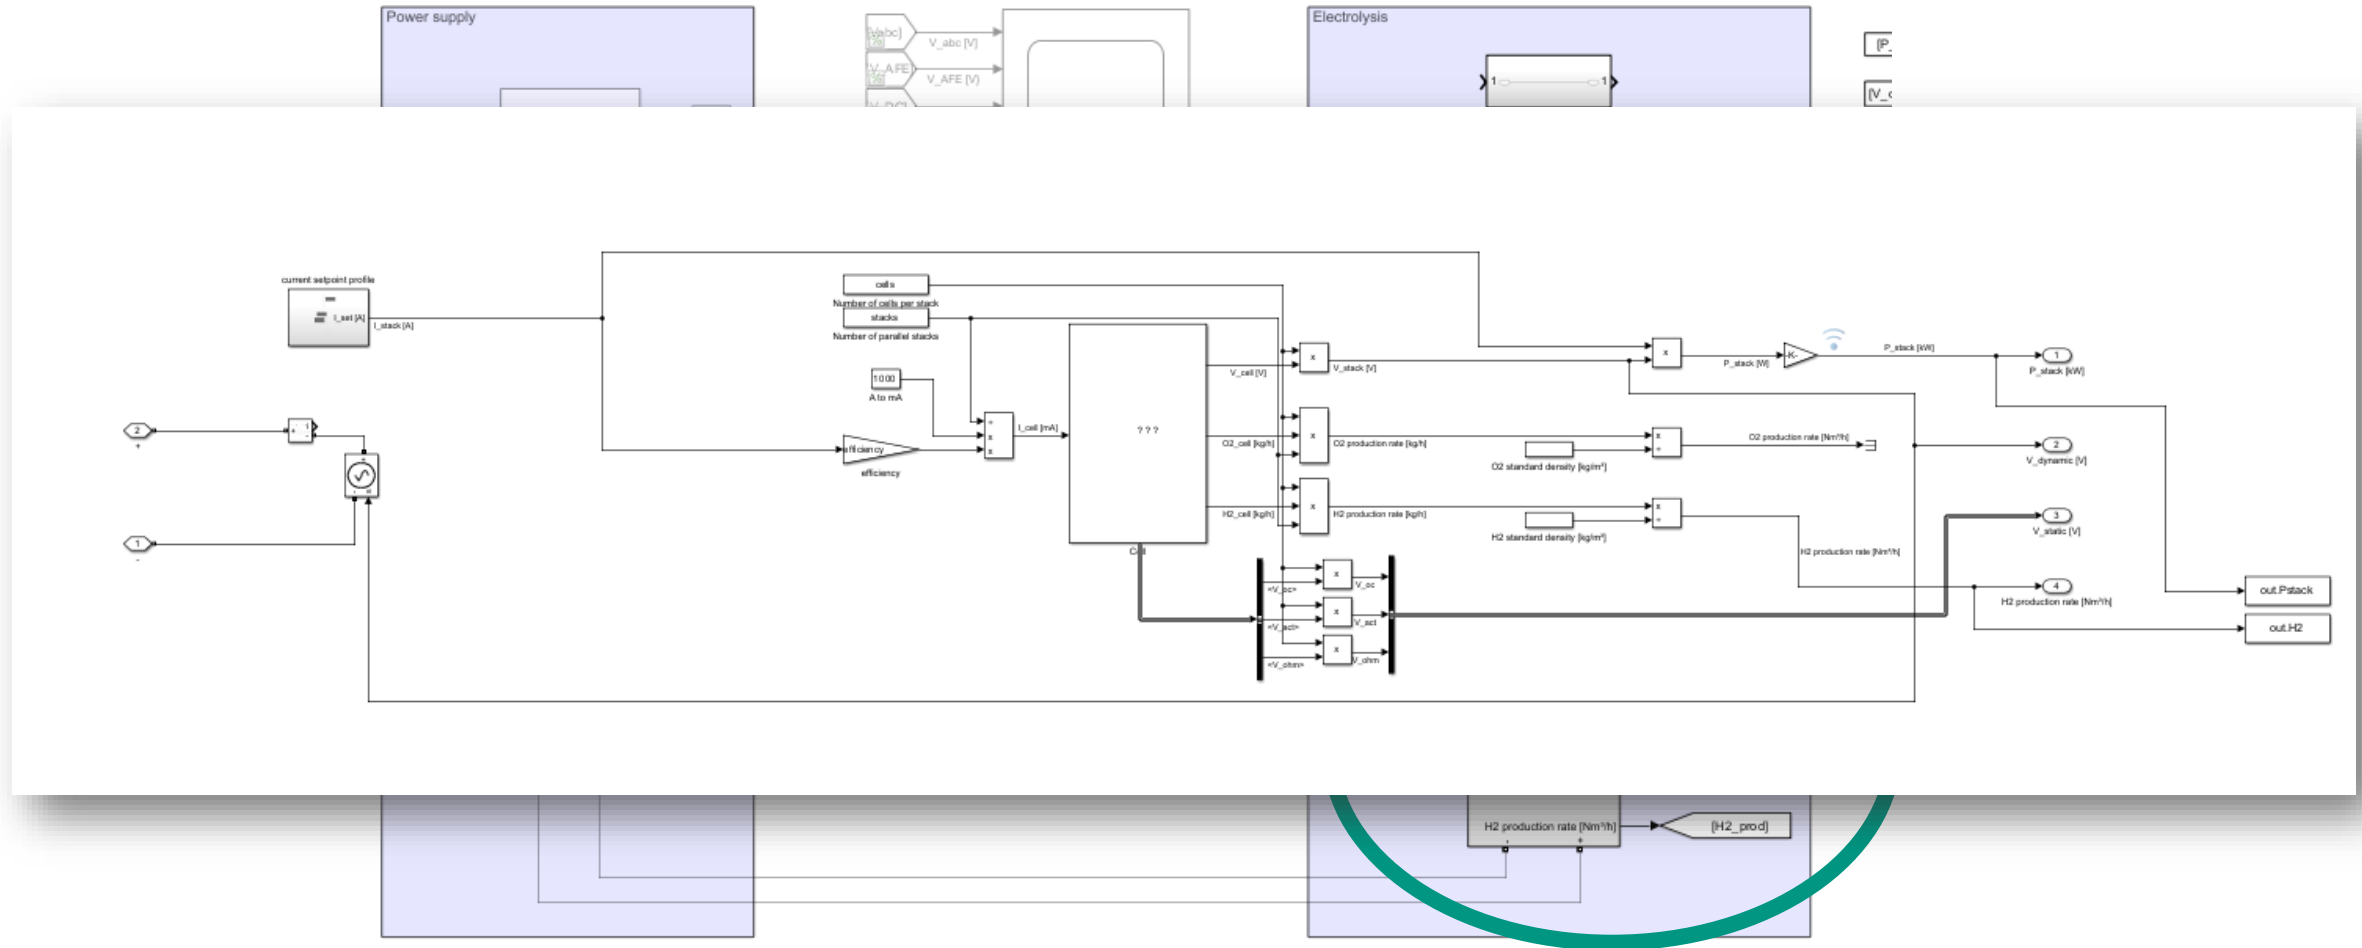 Power supply
Electrolysis
V_abc [V]
V_AFE
V_AFE [V]
1
1
current setpoint profile
I_set [A]
I_stack [A]
cells
Number of cells per stack
stacks
Number of parallel stacks
1000
A to mA
efficiency
efficiency
I_cell [mA]
? ? ?
V_cell [V]
O2_cell [kg/h]
H2_cell [kg/h]
V_stack [V]
O2 production rate [kg/h]
H2 production rate [kg/h]
O2 standard density [kg/m³]
H2 standard density [kg/m³]
P_stack [W]
-K-
P_stack [kW]
1
P_stack [kW]
O2 production rate [Nm³/h]
2
V_dynamic [V]
3
V_static [V]
H2 production rate [Nm³/h]
4
H2 production rate [Nm³/h]
out.Pstack
out.H2
<V_oc>
V_oc
<V_act>
V_act
<V_ohm>
V_ohm
2
+
1
-
H2 production rate [Nm³/h]
[H2_prod]
- +